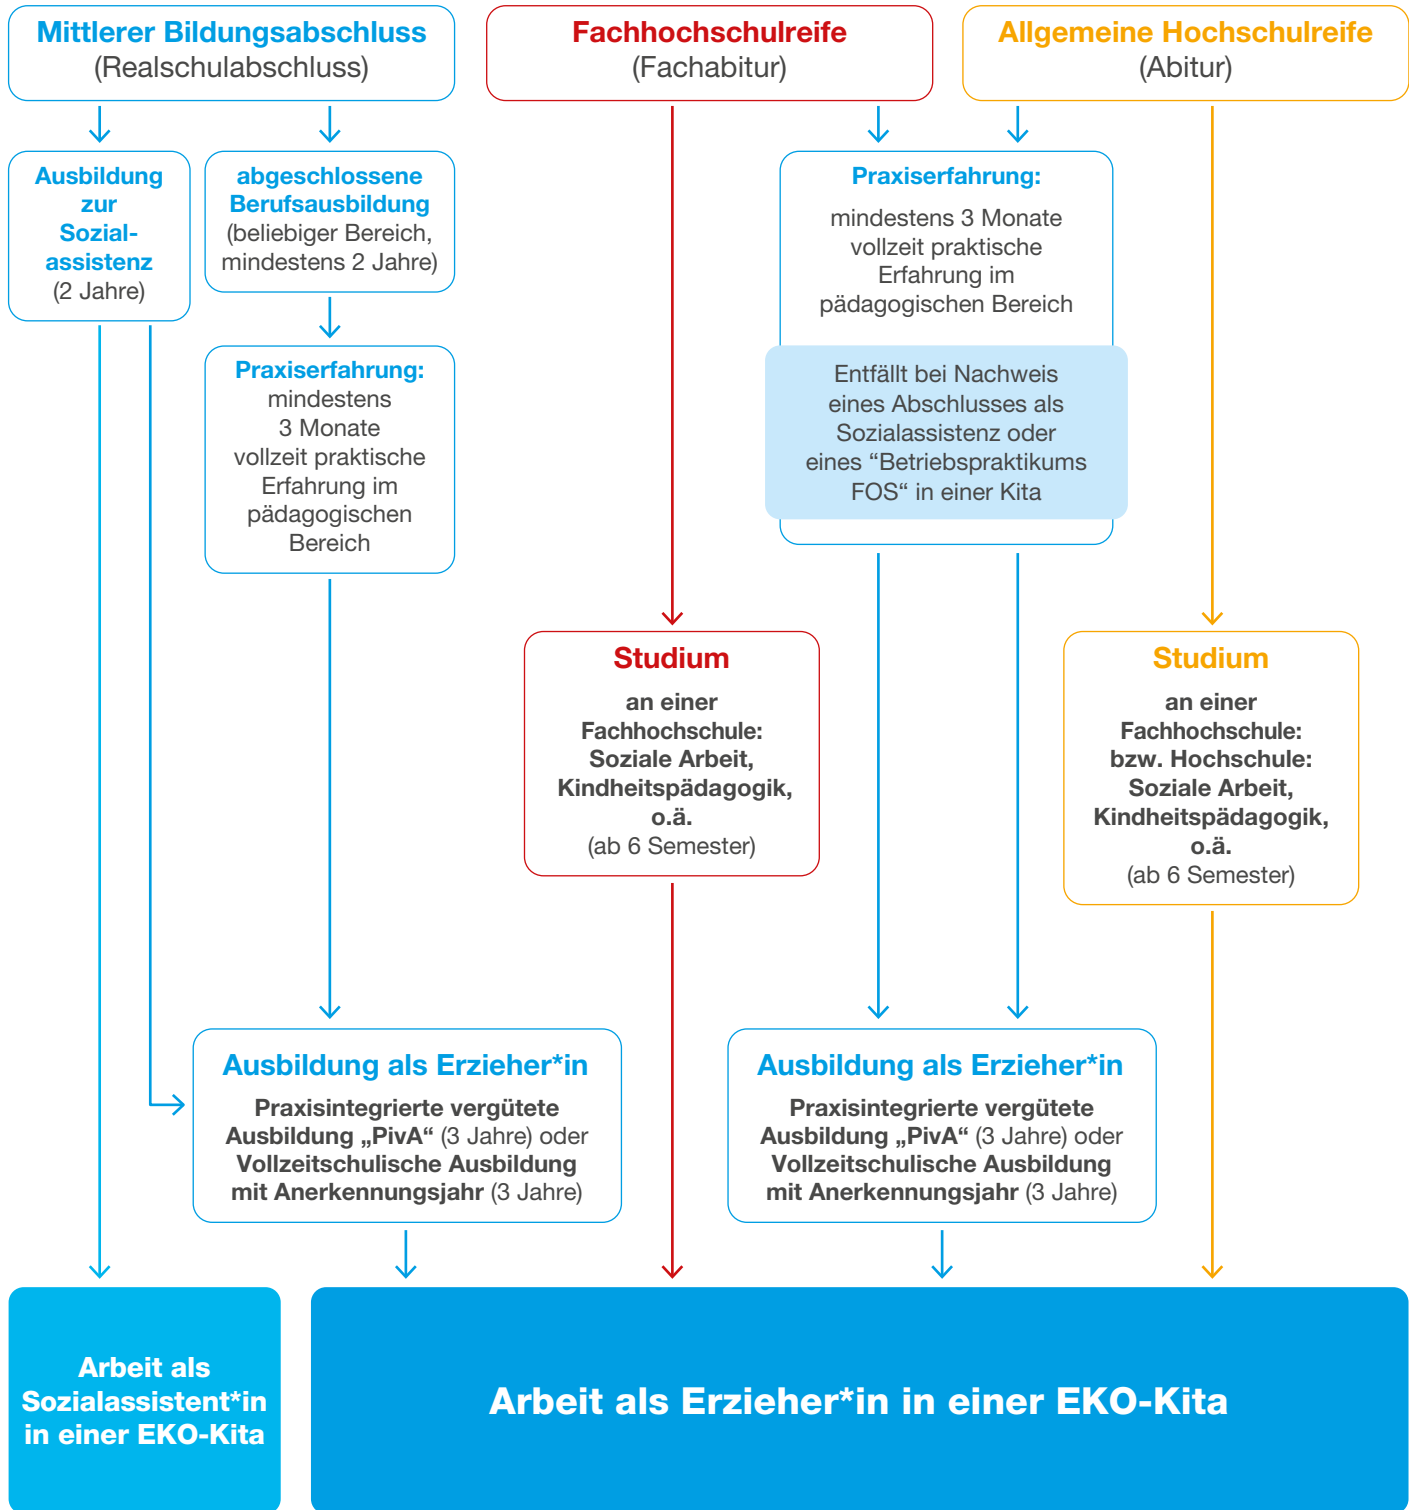 Mittlerer Bildungsabschluss
(Realschulabschluss)
Fachhochschulreife
(Fachabitur)
Allgemeine Hochschulreife
(Abitur)
Ausbildung
zur
Sozial-
assistenz
(2 Jahre)
abgeschlossene
Berufsausbildung
(beliebiger Bereich,
mindestens 2 Jahre)
Praxiserfahrung:
mindestens
3 Monate
vollzeit praktische
Erfahrung im
pädagogischen
Bereich
Praxiserfahrung:
mindestens 3 Monate
vollzeit praktische
Erfahrung im
pädagogischen Bereich
Entfällt bei Nachweis
eines Abschlusses als
Sozialassistenz oder
eines “Betriebspraktikums
FOS“ in einer Kita
Studium
an einer
Fachhochschule:
Soziale Arbeit,
Kindheitspädagogik,
o.ä.
(ab 6 Semester)
Studium
an einer
Fachhochschule:
bzw. Hochschule:
Soziale Arbeit,
Kindheitspädagogik,
o.ä.
(ab 6 Semester)
Ausbildung als Erzieher*in
Praxisintegrierte vergütete
Ausbildung „PivA“ (3 Jahre) oder
Vollzeitschulische Ausbildung
mit Anerkennungsjahr (3 Jahre)
Ausbildung als Erzieher*in
Praxisintegrierte vergütete
Ausbildung „PivA“ (3 Jahre) oder
Vollzeitschulische Ausbildung
mit Anerkennungsjahr (3 Jahre)
Arbeit als
Sozialassistent*in
in einer EKO-Kita
Arbeit als Erzieher*in in einer EKO-Kita